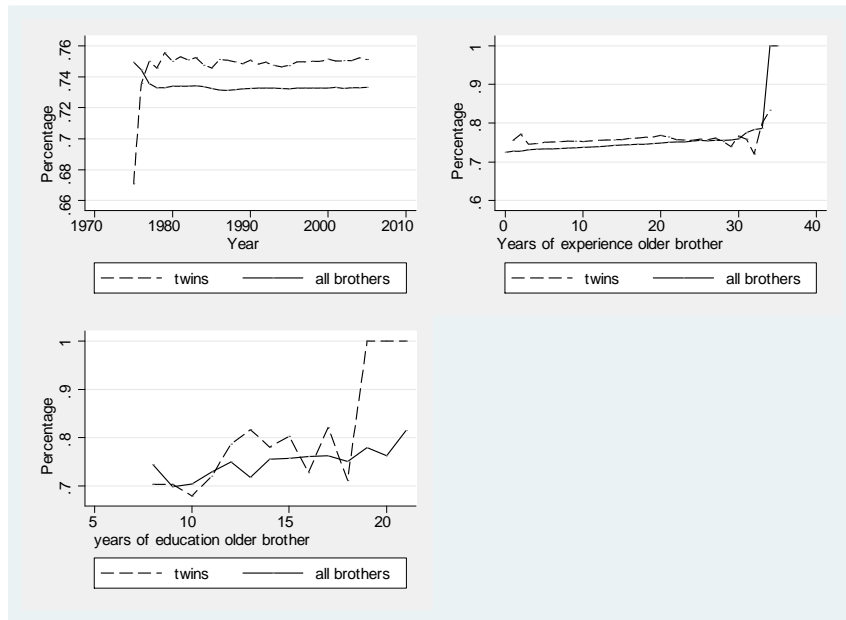 Percentage
.66 .68 .7 .72 .74 .76
1970 1980 1990 2000 2010
Year
twins all brothers
Percentage
.6 .7 .8 .9 1
0 10 20 30 40
Years of experience older brother
twins all brothers
Percentage
.7 .8 .9 1
5 10 15 20
years of education older brother
twins all brothers